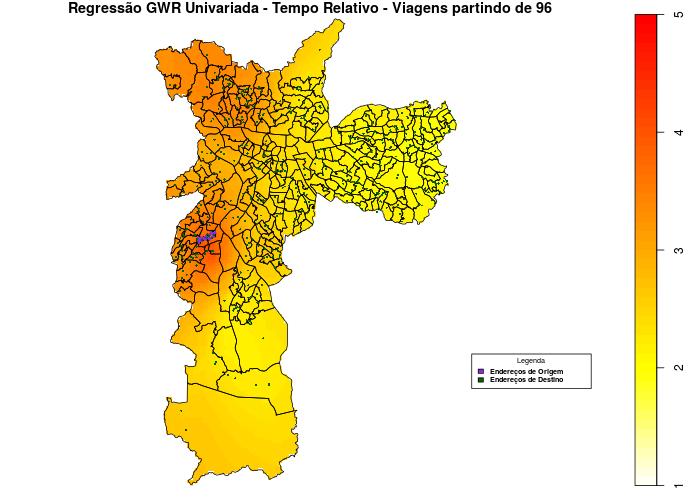 Regressão GWR Univariada - Tempo Relativo - Viagens partindo de 96
5
4
3
2
1
Legenda
Endereços de Origem
Endereços de Destino